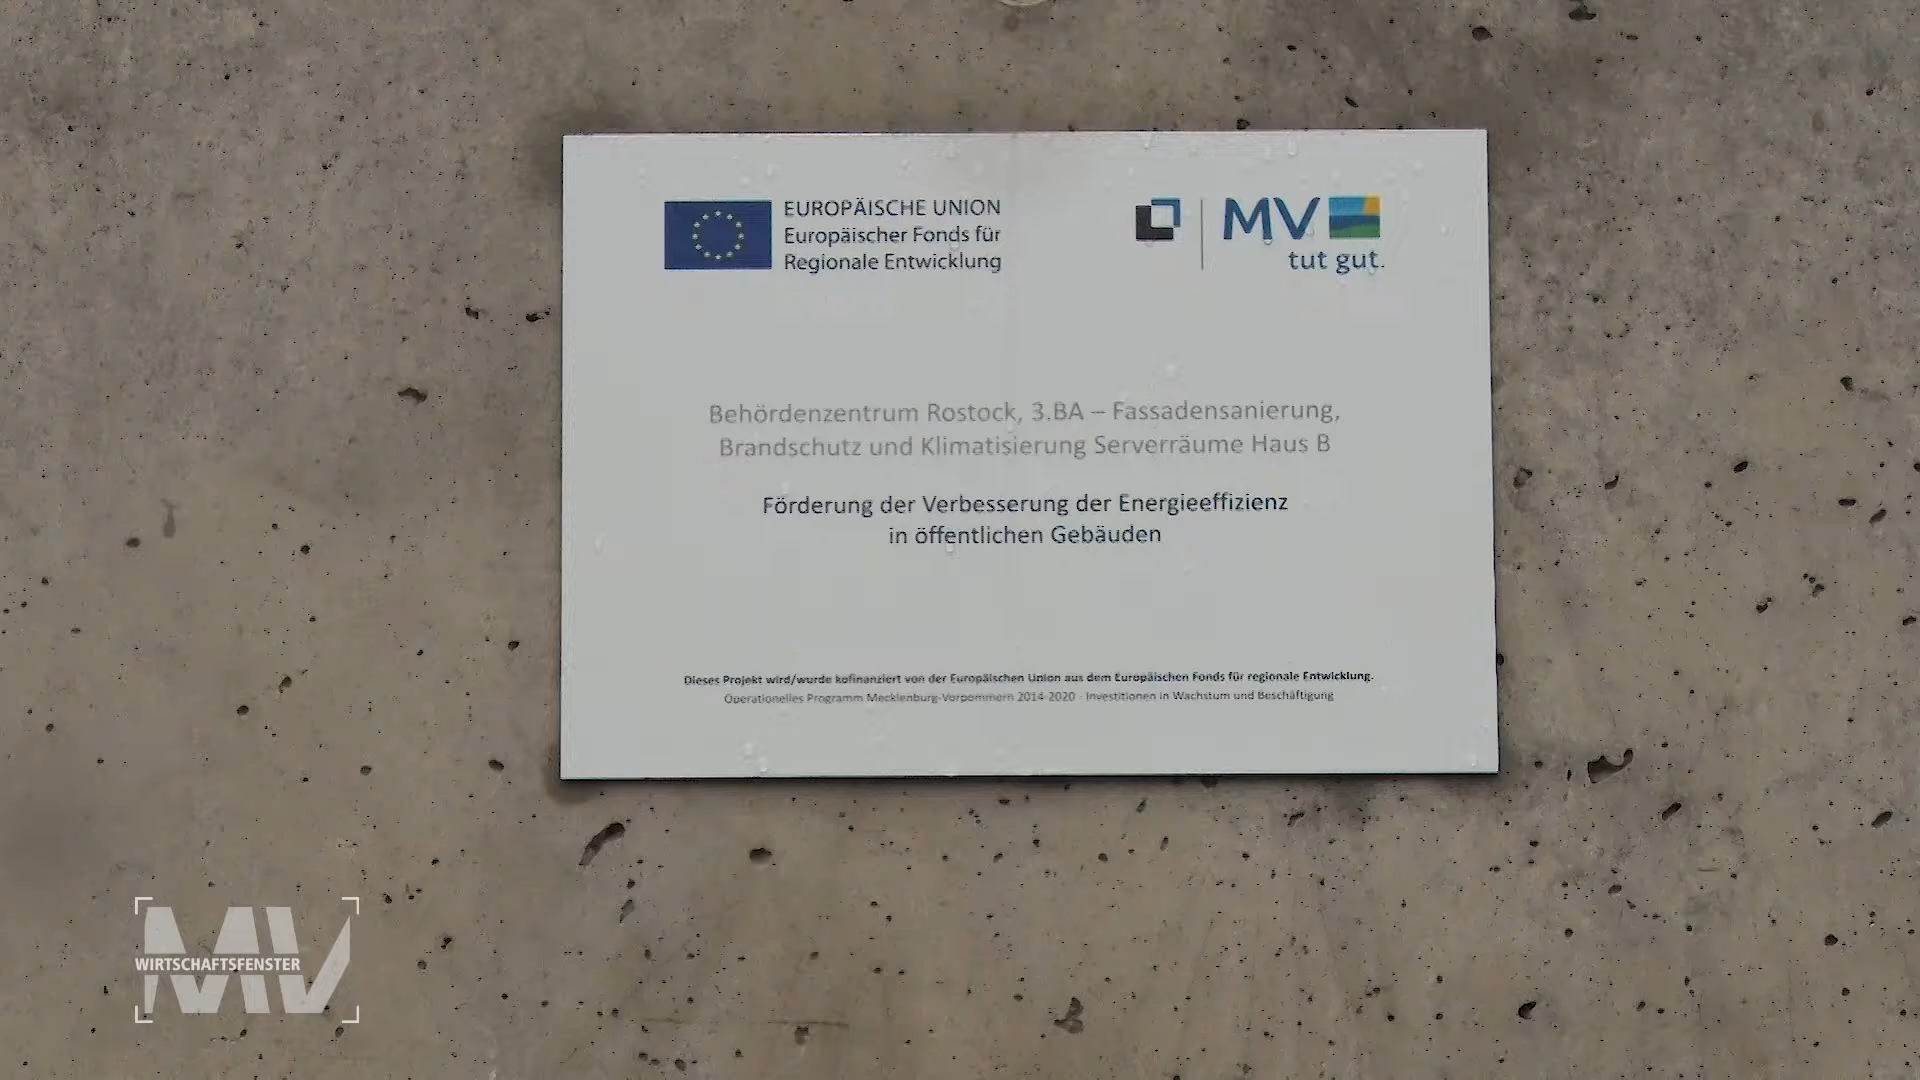 EUROPÄISCHE UNION
Europäischer Fonds für
Regionale Entwicklung
MV
tut gut.
Behördenzentrum Rostock, 3.BA – Fassadensanierung,
Brandschutz und Klimatisierung Serverräume Haus B
Förderung der Verbesserung der Energieeffizienz
in öffentlichen Gebäuden
Dieses Projekt wird/wurde kofinanziert von der Europäischen Union aus dem Europäischen Fonds für regionale Entwicklung.
Operationelles Programm Mecklenburg-Vorpommern 2014-2020 - Investitionen in Wachstum und Beschäftigung
MV
WIRTSCHAFTSFENSTER